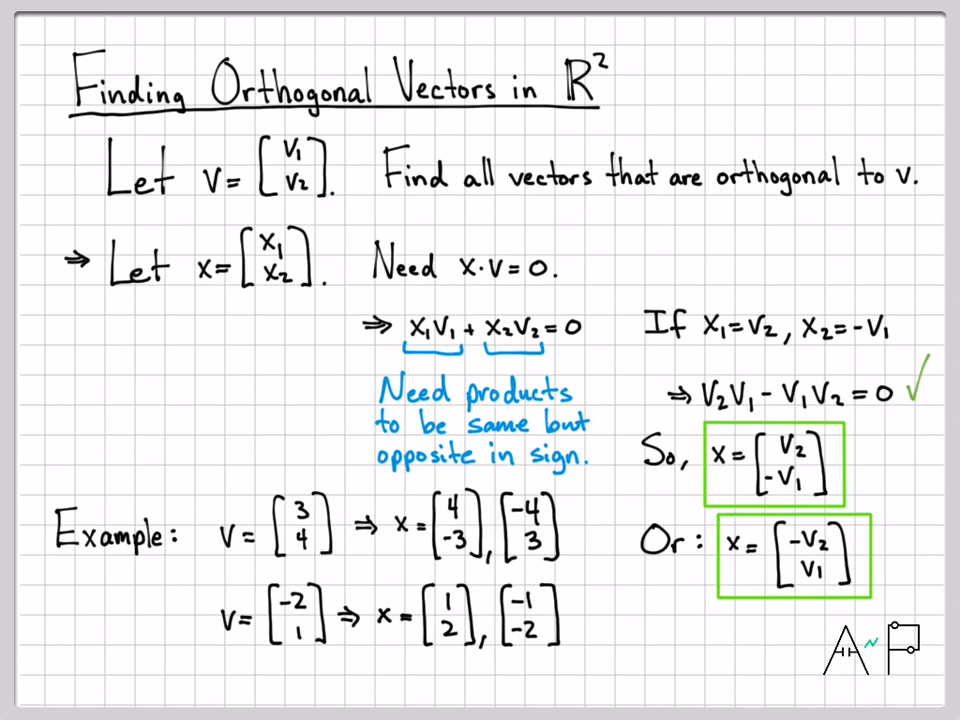 Finding Orthogonal Vectors in R²
Let v = [v₁ v₂]. Find all vectors that are orthogonal to v.
⇒ Let x = [x₁ x₂]. Need x·v = 0.
⇒ x₁v₁ + x₂v₂ = 0
Need products
to be same but
opposite in sign.
If x₁ = v₂, x₂ = -v₁
⇒ v₂v₁ - v₁v₂ = 0 ✓
So, x = [v₂ -v₁]
Or: x = [-v₂ v₁]
Example: v = [3 4] ⇒ x = [4 -3], [-4 3]
v = [-2 1] ⇒ x = [1 2], [-1 -2]
A~P